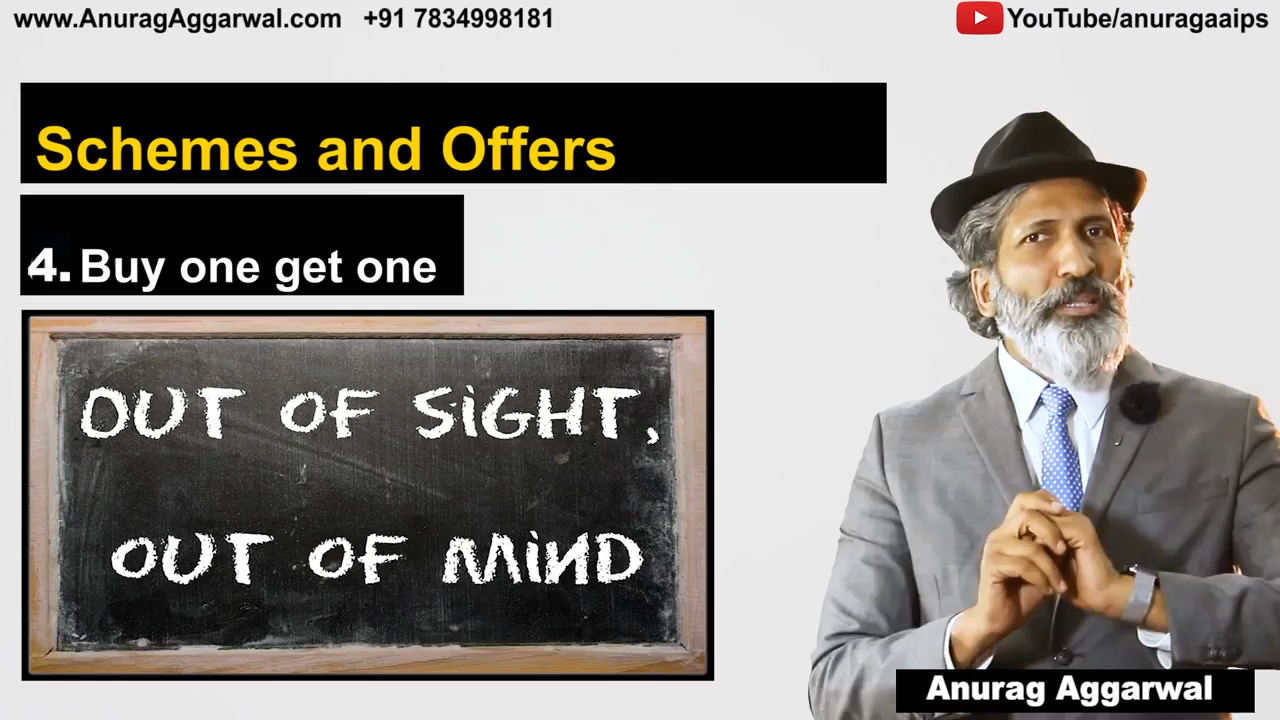 www.AnuragAggarwal.com +91 7834998181
YouTube/anuragaaips
Schemes and Offers
4. Buy one get one
OUT OF SiGHT,
OUT OF MiND
Anurag Aggarwal